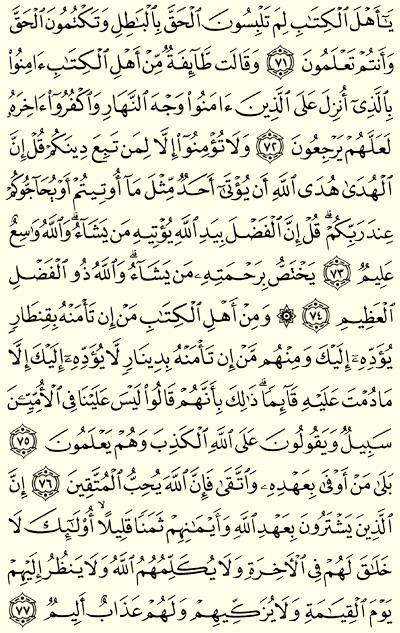 يَٰٓأَهۡلَ ٱلۡكِتَٰبِ لِمَ تَلۡبِسُونَ ٱلۡحَقَّ بِٱلۡبَٰطِلِ وَتَكۡتُمُونَ ٱلۡحَقَّ
وَأَنتُمۡ تَعۡلَمُونَ ٧١ وَقَالَت طَّآئِفَةٞ مِّنۡ أَهۡلِ ٱلۡكِتَٰبِ ءَامِنُواْ
بِٱلَّذِيٓ أُنزِلَ عَلَى ٱلَّذِينَ ءَامَنُواْ وَجۡهَ ٱلنَّهَارِ وَٱكۡفُرُوٓاْ ءَاخِرَهُۥ
لَعَلَّهُمۡ يَرۡجِعُونَ ٧٢ وَلَا تُؤۡمِنُوٓاْ إِلَّا لِمَن تَبِعَ دِينَكُمۡ قُلۡ إِنَّ
ٱلۡهُدَىٰ هُدَى ٱللَّهِ أَن يُؤۡتَىٰٓ أَحَدٞ مِّثۡلَ مَآ أُوتِيتُمۡ أَوۡ يُحَآجُّوكُمۡ
عِندَ رَبِّكُمۡۗ قُلۡ إِنَّ ٱلۡفَضۡلَ بِيَدِ ٱللَّهِ يُؤۡتِيهِ مَن يَشَآءُۗ وَٱللَّهُ وَٰسِعٌ
عَلِيمٞ ٧٣ يَخۡتَصُّ بِرَحۡمَتِهِۦ مَن يَشَآءُۗ وَٱللَّهُ ذُو ٱلۡفَضۡلِ
ٱلۡعَظِيمِ ٧٤ ۞ وَمِنۡ أَهۡلِ ٱلۡكِتَٰبِ مَنۡ إِن تَأۡمَنۡهُ بِقِنطَارٖ
يُؤَدِّهِۦٓ إِلَيۡكَ وَمِنۡهُم مَّنۡ إِن تَأۡمَنۡهُ بِدِينَارٖ لَّا يُؤَدِّهِۦٓ إِلَيۡكَ إِلَّا
مَا دُمۡتَ عَلَيۡهِ قَآئِمٗاۗ ذَٰلِكَ بِأَنَّهُمۡ قَالُواْ لَيۡسَ عَلَيۡنَا فِي ٱلۡأُمِّيِّـۧنَ
سَبِيلٞ وَيَقُولُونَ عَلَى ٱللَّهِ ٱلۡكَذِبَ وَهُمۡ يَعۡلَمُونَ ٧٥
بَلَىٰ مَنۡ أَوۡفَىٰ بِعَهۡدِهِۦ وَٱتَّقَىٰ فَإِنَّ ٱللَّهَ يُحِبُّ ٱلۡمُتَّقِينَ ٧٦ إِنَّ
ٱلَّذِينَ يَشۡتَرُونَ بِعَهۡدِ ٱللَّهِ وَأَيۡمَٰنِهِمۡ ثَمَنٗا قَلِيلًا أُوْلَٰٓئِكَ لَا
خَلَٰقَ لَهُمۡ فِي ٱلۡأٓخِرَةِ وَلَا يُكَلِّمُهُمُ ٱللَّهُ وَلَا يَنظُرُ إِلَيۡهِمۡ
يَوۡمَ ٱلۡقِيَٰمَةِ وَلَا يُزَكِّيهِمۡ وَلَهُمۡ عَذَابٌ أَلِيمٞ ٧٧